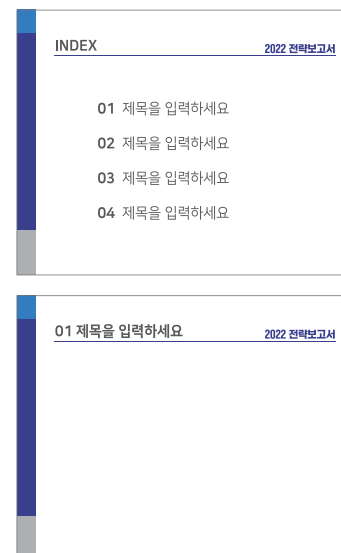 INDEX
2022 전략보고서
01 제목을 입력하세요
02 제목을 입력하세요
03 제목을 입력하세요
04 제목을 입력하세요
01 제목을 입력하세요
2022 전략보고서